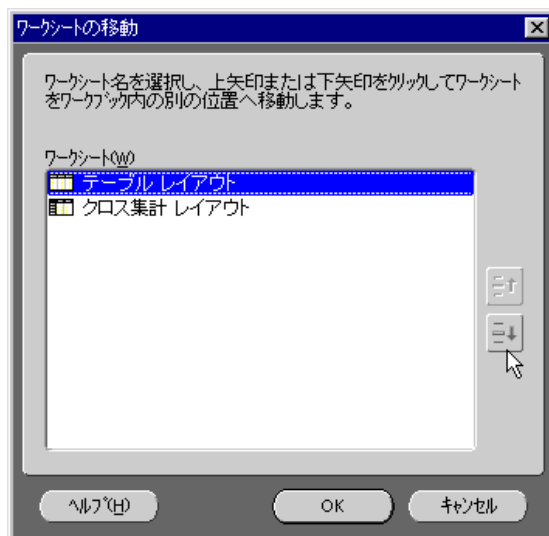 ワークシートの移動
ワークシート名を選択し、上矢印または下矢印をクリックしてワークシート
をワークブック内の別の位置へ移動します。
ワークシート(W)
テーブル レイアウト
クロス集計 レイアウト
ヘルプ(H)
OK
キャンセル